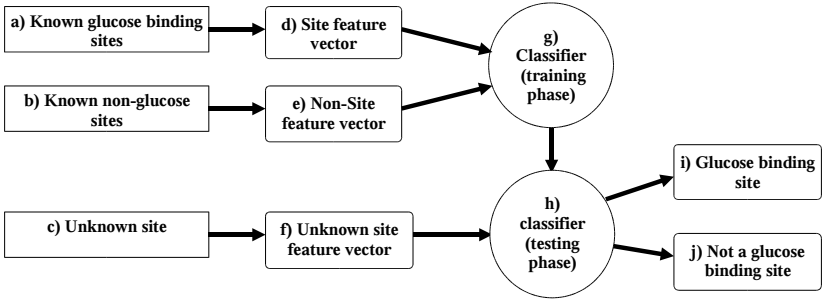 a) Known glucose binding
sites
d) Site feature
vector
g)
Classifier
(training
phase)
b) Known non-glucose
sites
e) Non-Site
feature vector
c) Unknown site
f) Unknown site
feature vector
h)
classifier
(testing
phase)
i) Glucose binding
site
j) Not a glucose
binding site